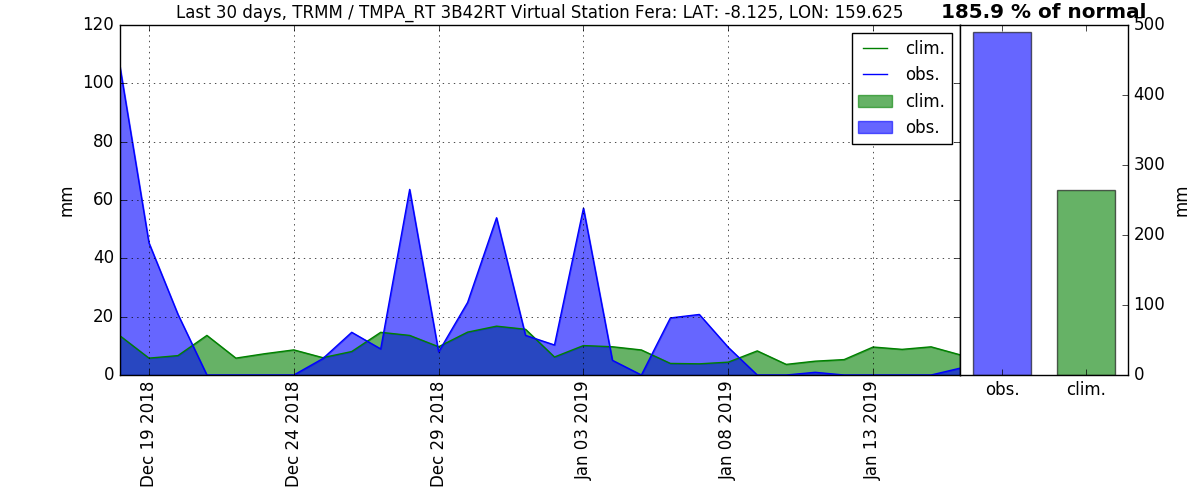 Last 30 days, TRMM / TMPA_RT 3B42RT Virtual Station Fera: LAT: -8.125, LON: 159.625
185.9 % of normal
120
100
80
60
40
20
0
mm
clim.
obs.
clim.
obs.
Dec 19 2018
Dec 24 2018
Dec 29 2018
Jan 03 2019
Jan 08 2019
Jan 13 2019
500
400
300
200
100
0
mm
obs.
clim.